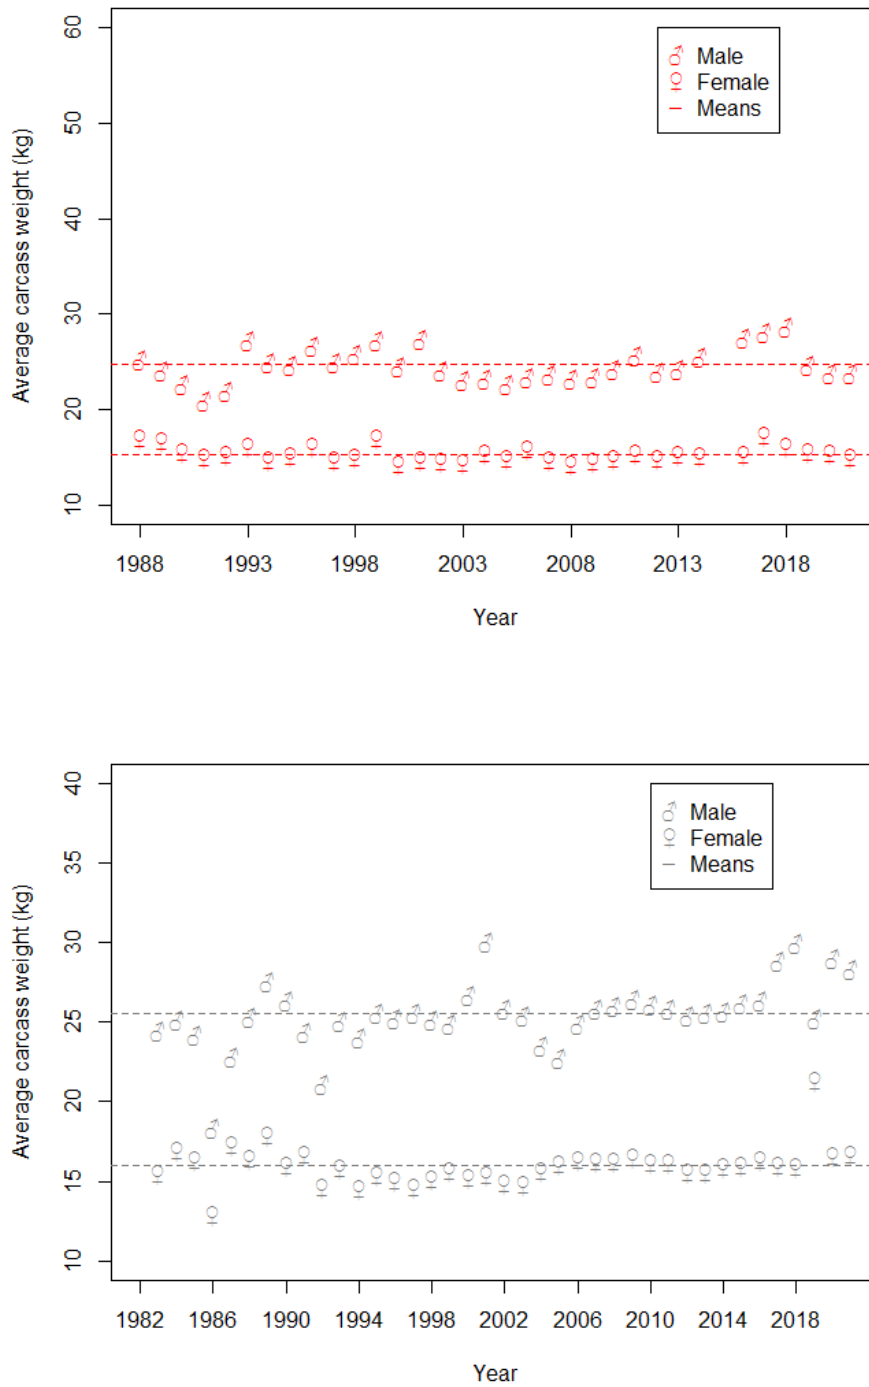 60
50
40
30
20
10
Average carcass weight (kg)
♂ Male
♀ Female
Means
1988 1993 1998 2003 2008 2013 2018
Year
40
35
30
25
20
15
10
Average carcass weight (kg)
♂ Male
♀ Female
Means
1982 1986 1990 1994 1998 2002 2006 2010 2014 2018
Year